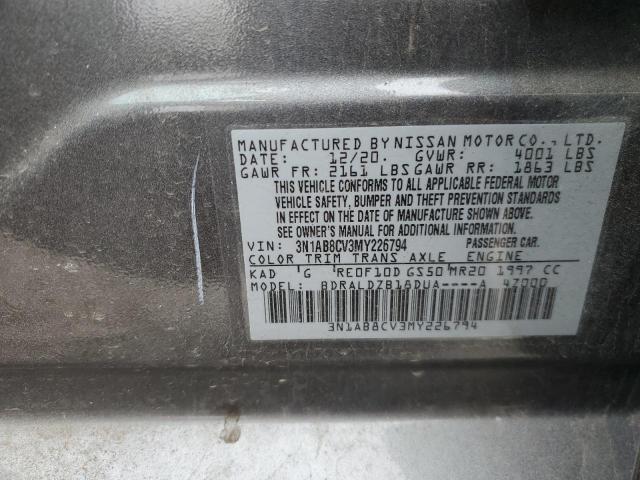 MANUFACTURED BY NISSAN MOTOR CO., LTD.
DATE: 12/20. GVWR: 4001 LBS
GAWR FR: 2161 LBS GAWR RR: 1863 LBS
THIS VEHICLE CONFORMS TO ALL APPLICABLE FEDERAL MOTOR
VEHICLE SAFETY, BUMPER AND THEFT PREVENTION STANDARDS
IN EFFECT ON THE DATE OF MANUFACTURE SHOWN ABOVE.
SEE OWNER'S MANUAL FOR ADDITIONAL INFORMATION.
VIN: 3N1AB8CV3MY226794 PASSENGER CAR.
COLOR TRIM TRANS AXLE ENGINE
KAD 'G 'RE0F10D GS50'MR20 1997 CC
MODEL: BDRALDZB18DUA----A 47000
3N1AB8CV3MY226794